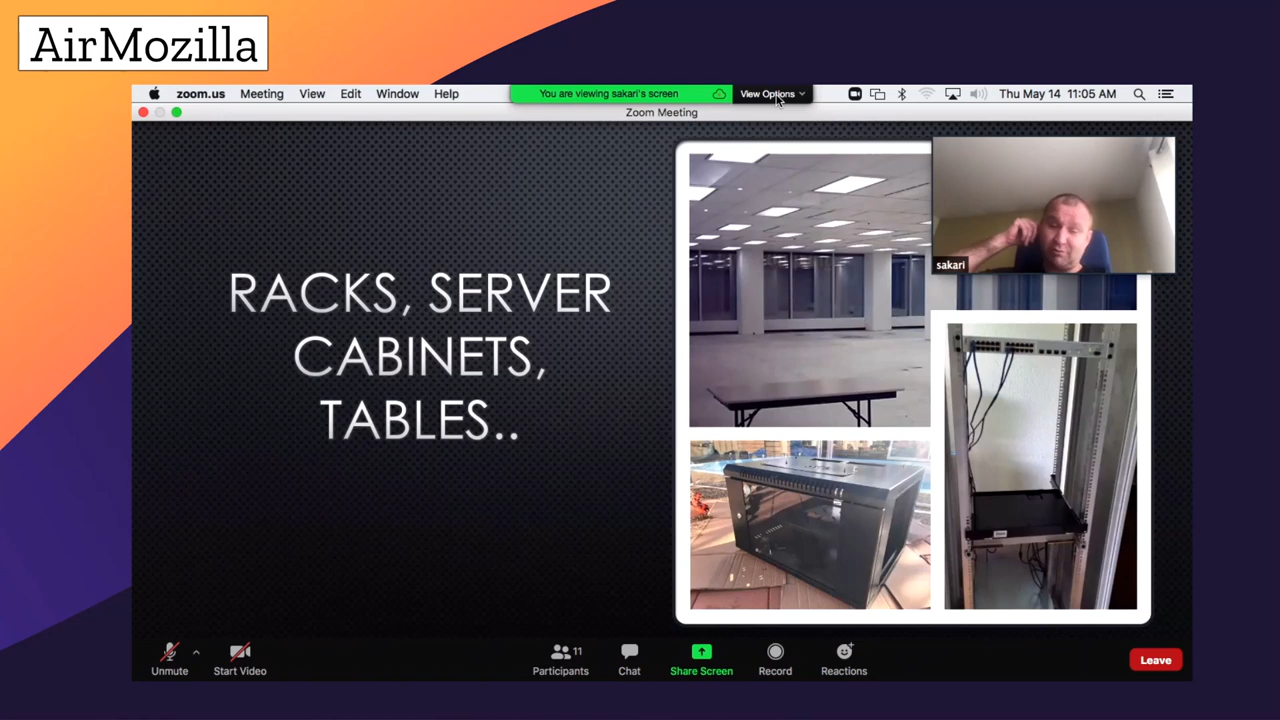 AirMozilla
zoom.us Meeting View Edit Window Help
You are viewing sakari's screen
View Options
Thu May 14 11:05 AM
Zoom Meeting
RACKS, SERVER
CABINETS,
TABLES..
sakari
Unmute
Start Video
11
Participants
Chat
Share Screen
Record
Reactions
Leave